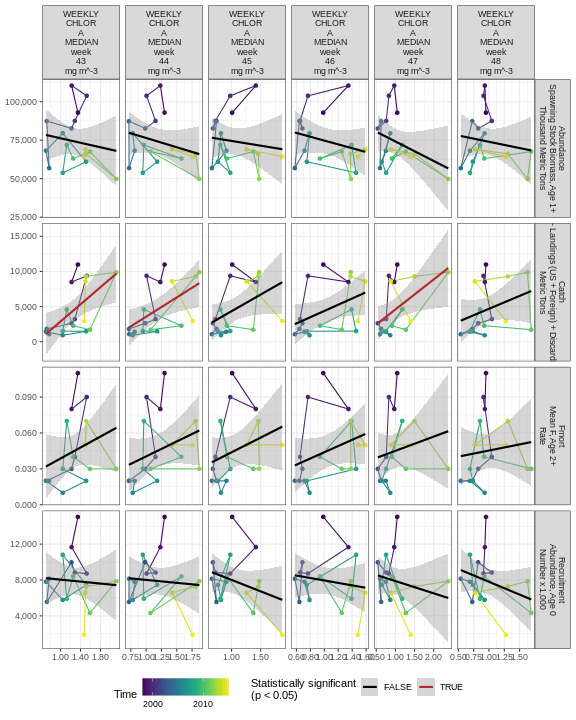 WEEKLY CHLOR A MEDIAN week 43 mg m^-3
WEEKLY CHLOR A MEDIAN week 44 mg m^-3
WEEKLY CHLOR A MEDIAN week 45 mg m^-3
WEEKLY CHLOR A MEDIAN week 46 mg m^-3
WEEKLY CHLOR A MEDIAN week 47 mg m^-3
WEEKLY CHLOR A MEDIAN week 48 mg m^-3
100,000
75,000
50,000
25,000
Abundance
Spawning Stock Biomass, Age 1+
Thousand Metric Tons
15,000
10,000
5,000
0
Catch
- Landings (US + Foreign) + Discard
Metric Tons
0.090
0.060
0.030
0.000
Fmort
Mean F, Age 2+
Rate
12,000
8,000
4,000
Recruitment
Abundance, Age 0
Number x 1,000
1.00 1.40 1.80
0.75 1.00 1.25 1.50 1.75
1.00 1.50
0.60 0.80 1.00 1.20 1.40 1.60
0.50 1.00 1.50 2.00
0.50 0.75 1.00 1.25 1.50
Time
2000 2010
Statistically significant
(p < 0.05)
FALSE
TRUE